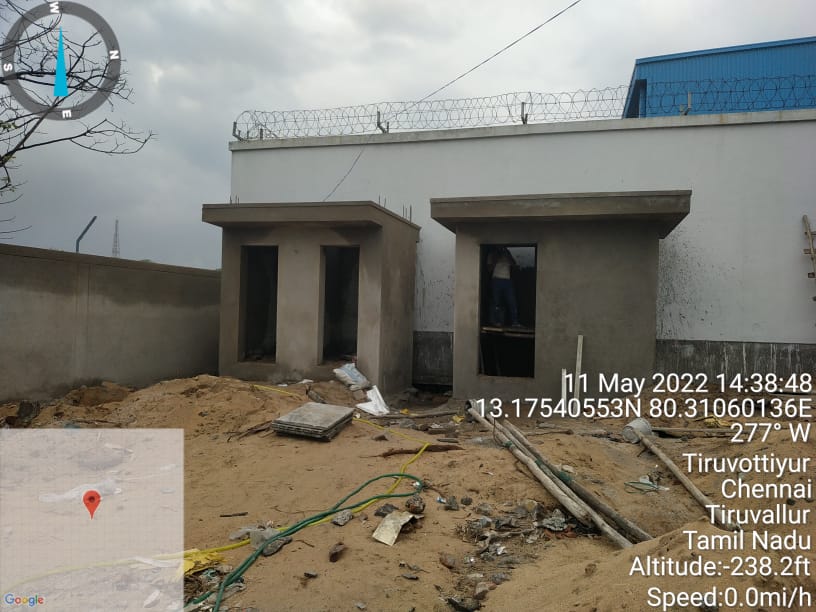 W
N
S
E
11 May 2022 14:38:48
13.17540553N 80.31060136E
277° W
Tiruvottiyur
Chennai
Tiruvallur
Tamil Nadu
Altitude:-238.2ft
Speed:0.0mi/h
Google